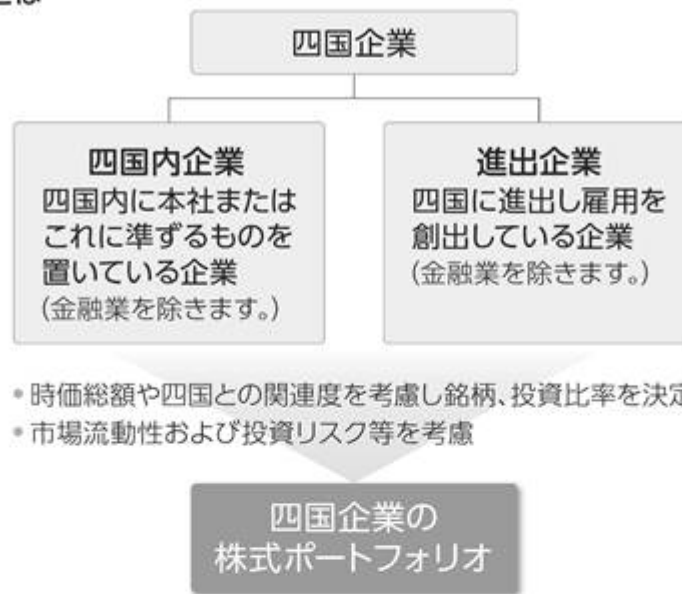 とは
四国企業
四国内企業
四国内に本社または
これに準ずるものを
置いている企業
(金融業を除きます。)
進出企業
四国に進出し雇用を
創出している企業
(金融業を除きます。)
•時価総額や四国との関連度を考慮し銘柄、投資比率を決定
•市場流動性および投資リスク等を考慮
四国企業の
株式ポートフォリオ